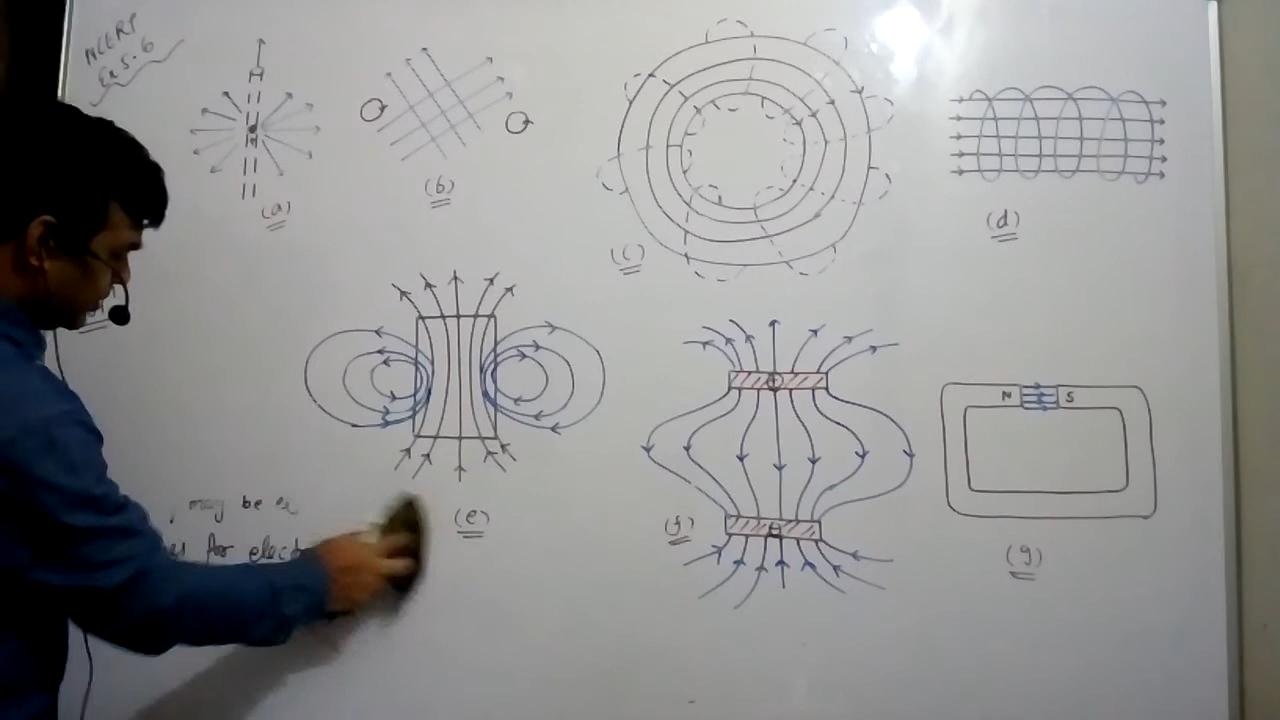 NCERT
Ex 5.6
(a)
(b)
(c)
(d)
N S
(e)
(f)
(g)
may be
for elect